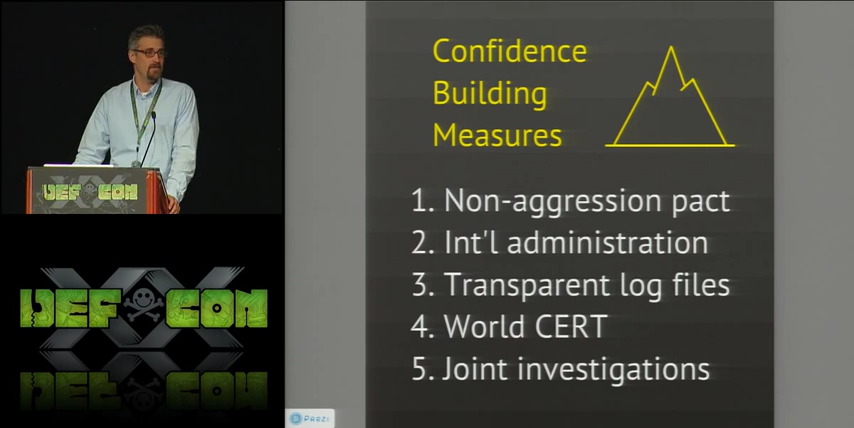 DEF CON
XX
DEF CON
Confidence
Building
Measures
1. Non-aggression pact
2. Int'l administration
3. Transparent log files
4. World CERT
5. Joint investigations
PREZI